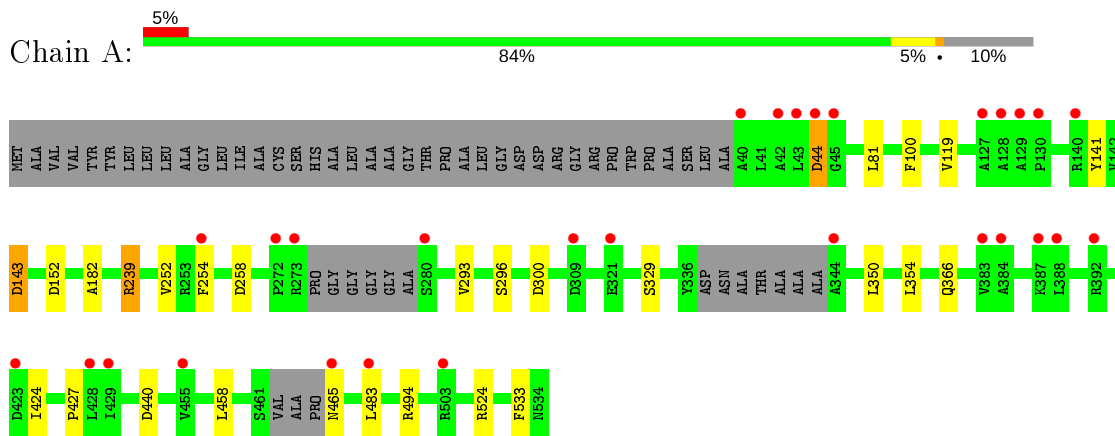 5%
Chain A:
84% 5% • 10%
MET ALA VAL VAL TYR TYR LEU LEU LEU ALA GLY LEU ILE ALA CYS SER HIS ALA LEU ALA ALA GLY THR PRO ALA LEU GLY ASP ASP ARG GLY ARG PRO TRP PRO ALA SER LEU ALA A40 L41 A42 L43 D44 G45 L81 F100 V119 A127 A128 A129 P130 R140 Y141 V142
D143 D152 A182 R239 V252 R253 F254 D258 P272 R273 PRO GLY GLY GLY GLY ALA S280 V293 S296 D300 D309 E321 S329 Y336 ASP ASN ALA THR ALA ALA ALA A344 L350 L354 Q366 V383 A384 K387 L388 R392
D423 I424 P427 L428 I429 D440 V455 L458 S461 VAL ALA PRO N465 L483 R494 R503 R524 F533 N534